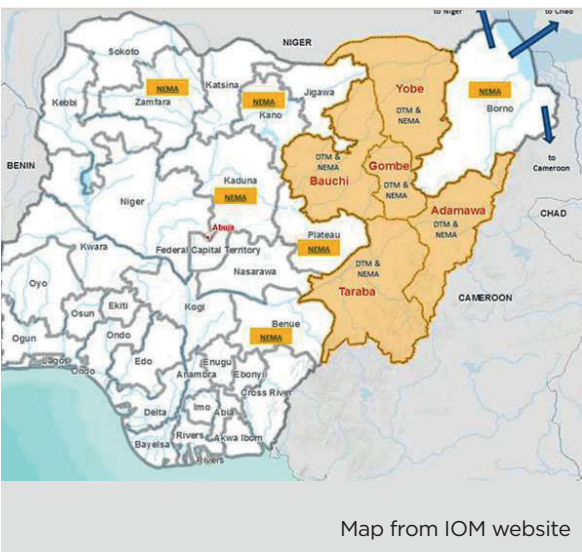 to Niger
to Chad
NIGER
Sokoto
Katsina
Jigawa
Yobe
NEMA
NEMA
NEMA
Kebbi
Zamfara
Kano
Borno
DTM &
NEMA
BENIN
DTM &
NEMA
Bauchi
Gombe
DTM &
NEMA
to
Cameroon
Kaduna
NEMA
Niger
Adamawa
DTM &
NEMA
CHAD
Abuja
Plateau
NEMA
Kwara
Federal Capital Territory
Nasarawa
DTM &
NEMA
Taraba
CAMEROON
Oyo
Kogi
Ekiti
Osun
Benue
NEMA
Ogun
Ondo
Lagos
Ondo
Edo
Enugu
Anambra
Ebonyi
Cross River
Imo
Abia
Delta
Rivers
Akwa Ibom
Bayelsa
Rivers
Map from IOM website